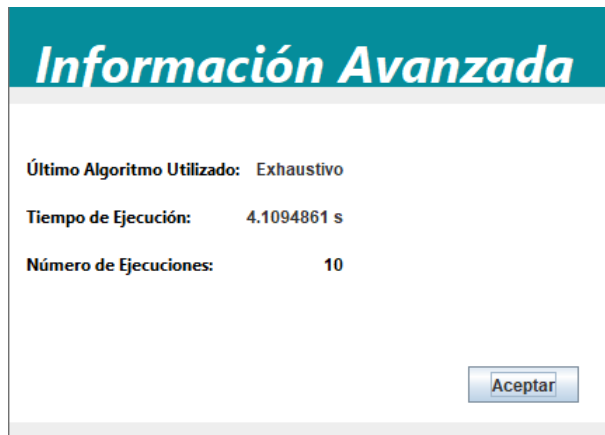 Información Avanzada
Último Algoritmo Utilizado: Exhaustivo
Tiempo de Ejecución: 4.1094861 s
Número de Ejecuciones: 10
Aceptar